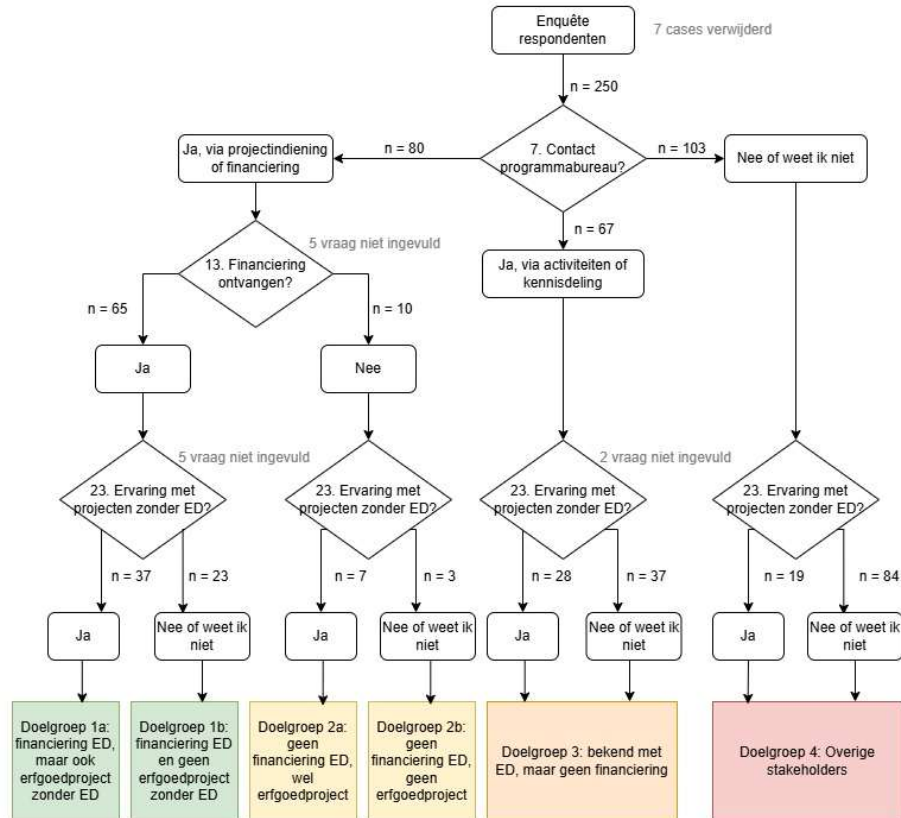 Enquête
respondenten
7 cases verwijderd
n = 250
7. Contact
programmabureau?
n = 80
n = 103
Ja, via projectindiening
of financiering
Nee of weet ik niet
n = 67
5 vraag niet ingevuld
13. Financiering
ontvangen?
Ja, via activiteiten of
kennisdeling
n = 65
n = 10
Ja
Nee
5 vraag niet ingevuld
2 vraag niet ingevuld
23. Ervaring met
projecten zonder ED?
23. Ervaring met
projecten zonder ED?
23. Ervaring met
projecten zonder ED?
23. Ervaring met
projecten zonder ED?
n = 37
n = 23
n = 7
n = 3
n = 28
n = 37
n = 19
n = 84
Ja
Nee of weet ik
niet
Ja
Nee of weet ik
niet
Ja
Nee of weet ik
niet
Ja
Nee of weet ik
niet
Doelgroep 1a:
financiering ED,
maar ook
erfgoedproject
zonder ED
Doelgroep 1b:
financiering ED
en geen
erfgoedproject
zonder ED
Doelgroep 2a:
geen
financiering ED,
wel
erfgoedproject
Doelgroep 2b:
geen
financiering ED,
geen
erfgoedproject
Doelgroep 3: bekend met
ED, maar geen financiering
Doelgroep 4: Overige
stakeholders